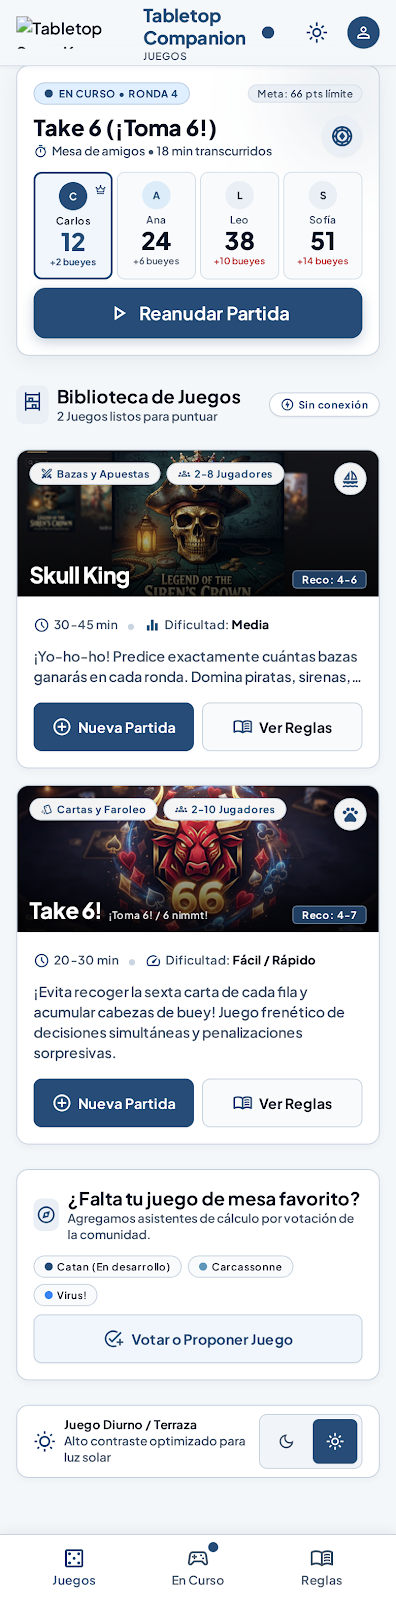 Tabletop
Tabletop
Companion
JUEGOS
EN CURSO • RONDA 4
Meta: 66 pts límite
Take 6 (¡Toma 6!)
Mesa de amigos • 18 min transcurridos
C
A
L
S
Carlos
Ana
Leo
Sofía
12
24
38
51
+2 bueyes
+6 bueyes
+10 bueyes
+14 bueyes
Reanudar Partida
Biblioteca de Juegos
2 Juegos listos para puntuar
Sin conexión
Bazas y Apuestas
2-8 Jugadores
LEGEND OF THE
SIREN'S CROWN
Skull King
Reco: 4-6
30-45 min
Dificultad: Media
¡Yo-ho-ho! Predice exactamente cuántas bazas
ganarás en cada ronda. Domina piratas, sirenas,...
Nueva Partida
Ver Reglas
Cartas y Faroleo
2-10 Jugadores
66
Take 6! ¡Toma 6! / 6 nimmt!
Reco: 4-7
20-30 min
Dificultad: Fácil / Rápido
¡Evita recoger la sexta carta de cada fila y
acumular cabezas de buey! Juego frenético de
decisiones simultáneas y penalizaciones
sorpresivas.
Nueva Partida
Ver Reglas
¿Falta tu juego de mesa favorito?
Agregamos asistentes de cálculo por votación de
la comunidad.
Catan (En desarrollo)
Carcassonne
Virus!
Votar o Proponer Juego
Juego Diurno / Terraza
Alto contraste optimizado para
luz solar
Juegos
En Curso
Reglas